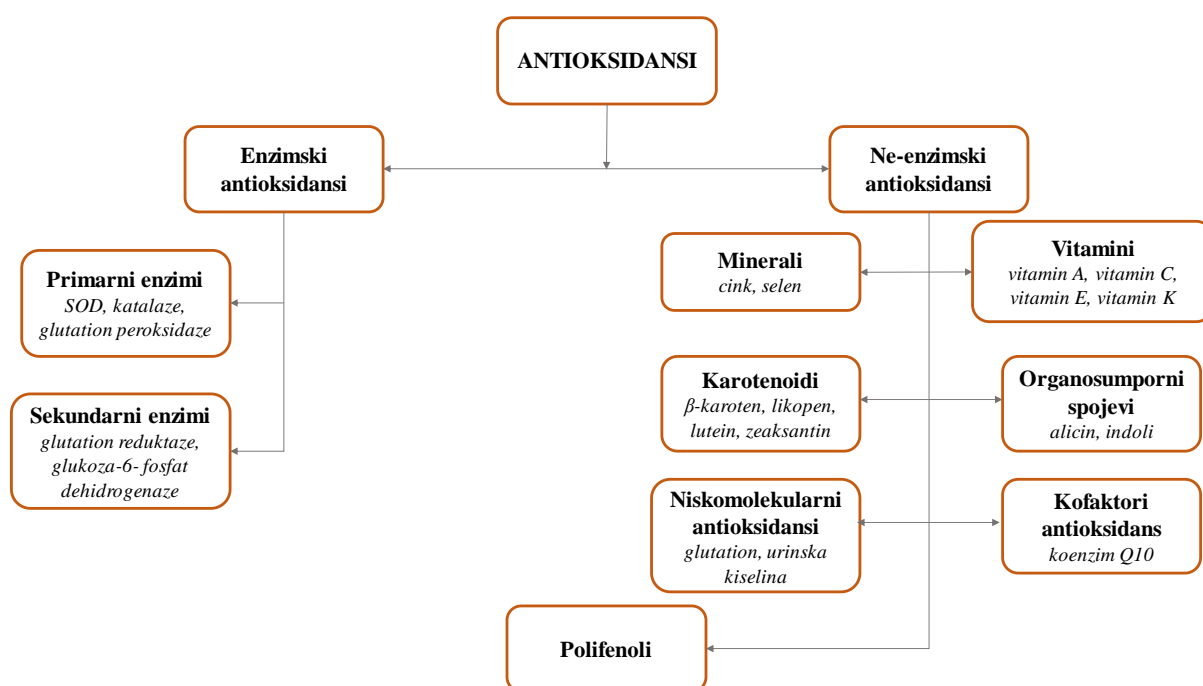 ANTIOKSIDANSI
Enzimski
antioksidansi
Ne-enzimski
antioksidansi
Primarni enzimi
SOD, katalaze,
glutation peroksidaze
Sekundarni enzimi
glutation reduktaze,
glukoza-6- fosfat
dehidrogenaze
Minerali
cink, selen
Vitamini
vitamin A, vitamin C,
vitamin E, vitamin K
Karotenoidi
β-karoten, likopen,
lutein, zeaksantin
Organosumporni
spojevi
alicin, indoli
Niskomolekularni
antioksidansi
glutation, urinska
kiselina
Kofaktori
antioksidans
koenzim Q10
Polifenoli